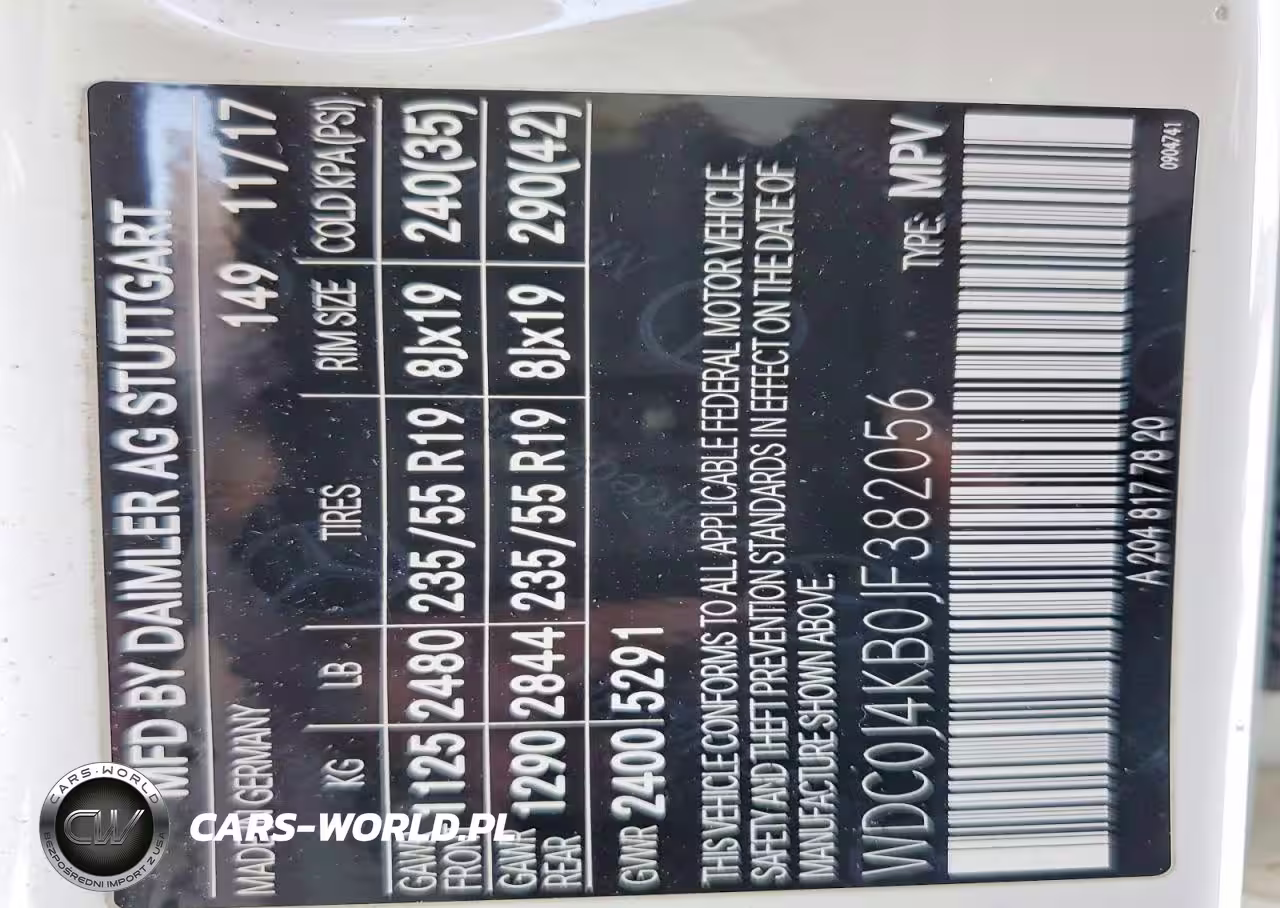 MFD BY DAIMLER AG STUTTGART
MADE IN GERMANY 149 11/17
KG LB TIRES RIM SIZE COLD KPA(PSI)
GAWR FRONT 1125 2480 235/55 R19 8Jx19 240(35)
GAWR REAR 1290 2844 235/55 R19 8Jx19 290(42)
GVWR 2400 5291
THIS VEHICLE CONFORMS TO ALL APPLICABLE FEDERAL MOTOR VEHICLE
SAFETY AND THEFT PREVENTION STANDARDS IN EFFECT ON THE DATE OF
MANUFACTURE SHOWN ABOVE.
TYPE: MPV
WDC0J4KB0JF382056
A 204 817 78 20
0904741
CARS-WORLD
CW
BEZPOŚREDNI IMPORT Z USA
CARS-WORLD.PL